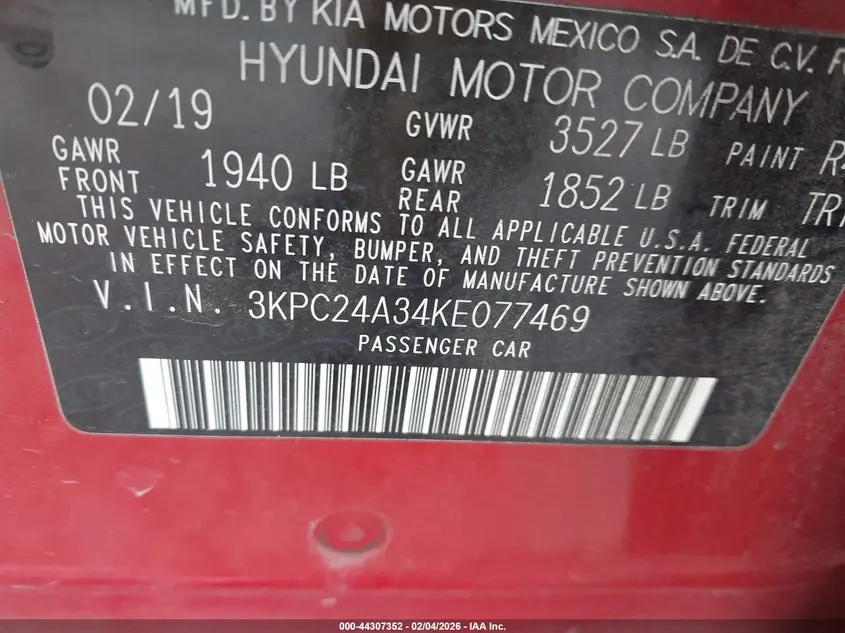 MFD. BY KIA MOTORS MEXICO S.A. DE C.V.
HYUNDAI MOTOR COMPANY
02/19 GVWR 3527 LB PAINT
GAWR FRONT 1940 LB GAWR REAR 1852 LB TRIM
THIS VEHICLE CONFORMS TO ALL APPLICABLE U.S.A. FEDERAL
MOTOR VEHICLE SAFETY, BUMPER, AND THEFT PREVENTION STANDARDS
IN EFFECT ON THE DATE OF MANUFACTURE SHOWN ABOVE.
V.I.N. 3KPC24A34KE077469
PASSENGER CAR
000-44307352 - 02/04/2026 - IAA Inc.